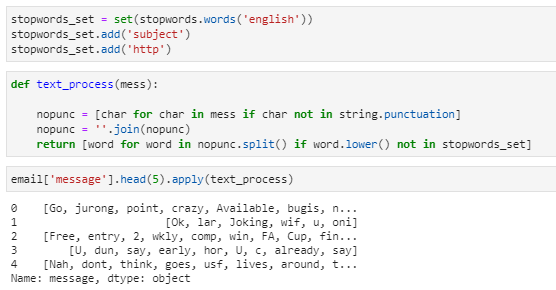 stopwords_set = set(stopwords.words('english'))
stopwords_set.add('subject')
stopwords_set.add('http')
def text_process(mess):
nopunc = [char for char in mess if char not in string.punctuation]
nopunc = ''.join(nopunc)
return [word for word in nopunc.split() if word.lower() not in stopwords_set]
email['message'].head(5).apply(text_process)
0    [Go, jurong, point, crazy, Available, bugis, n...
1                         [Ok, lar, Joking, wif, u, oni]
2    [Free, entry, 2, wkly, comp, win, FA, Cup, fin...
3        [U, dun, say, early, hor, U, c, already, say]
4    [Nah, dont, think, goes, usf, lives, around, t...
Name: message, dtype: object